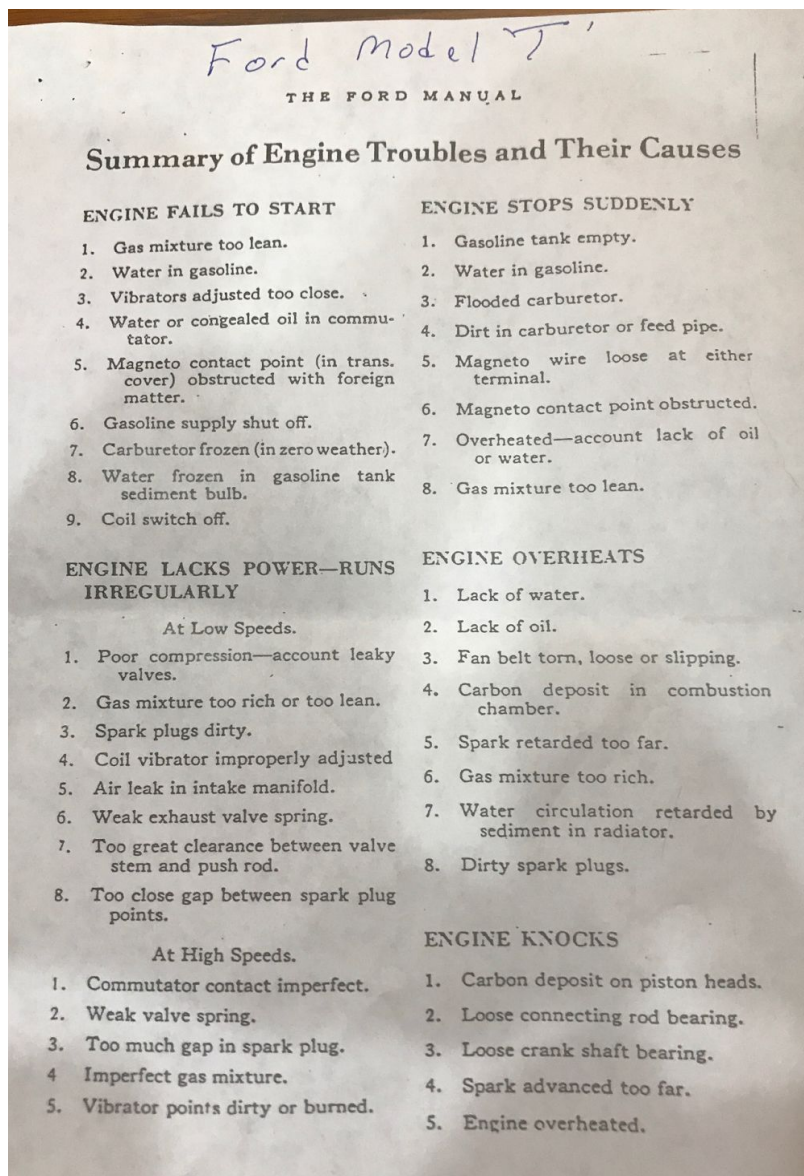 Ford Model T'
THE FORD MANUAL
Summary of Engine Troubles and Their Causes
ENGINE FAILS TO START
1. Gas mixture too lean.
2. Water in gasoline.
3. Vibrators adjusted too close.
4. Water or congealed oil in commu-
tator.
5. Magneto contact point (in trans.
cover) obstructed with foreign
matter.
6. Gasoline supply shut off.
7. Carburetor frozen (in zero weather).
8. Water frozen in gasoline tank
sediment bulb.
9. Coil switch off.
ENGINE LACKS POWER—RUNS
IRREGULARLY
At Low Speeds.
1. Poor compression—account leaky
valves.
2. Gas mixture too rich or too lean.
3. Spark plugs dirty.
4. Coil vibrator improperly adjusted
5. Air leak in intake manifold.
6. Weak exhaust valve spring.
7. Too great clearance between valve
stem and push rod.
8. Too close gap between spark plug
points.
At High Speeds.
1. Commutator contact imperfect.
2. Weak valve spring.
3. Too much gap in spark plug.
4 Imperfect gas mixture.
5. Vibrator points dirty or burned.
ENGINE STOPS SUDDENLY
1. Gasoline tank empty.
2. Water in gasoline.
3. Flooded carburetor.
4. Dirt in carburetor or feed pipe.
5. Magneto wire loose at either
terminal.
6. Magneto contact point obstructed.
7. Overheated—account lack of oil
or water.
8. Gas mixture too lean.
ENGINE OVERHEATS
1. Lack of water.
2. Lack of oil.
3. Fan belt torn, loose or slipping.
4. Carbon deposit in combustion
chamber.
5. Spark retarded too far.
6. Gas mixture too rich.
7. Water circulation retarded by
sediment in radiator.
8. Dirty spark plugs.
ENGINE KNOCKS
1. Carbon deposit on piston heads.
2. Loose connecting rod bearing.
3. Loose crank shaft bearing.
4. Spark advanced too far.
5. Engine overheated.